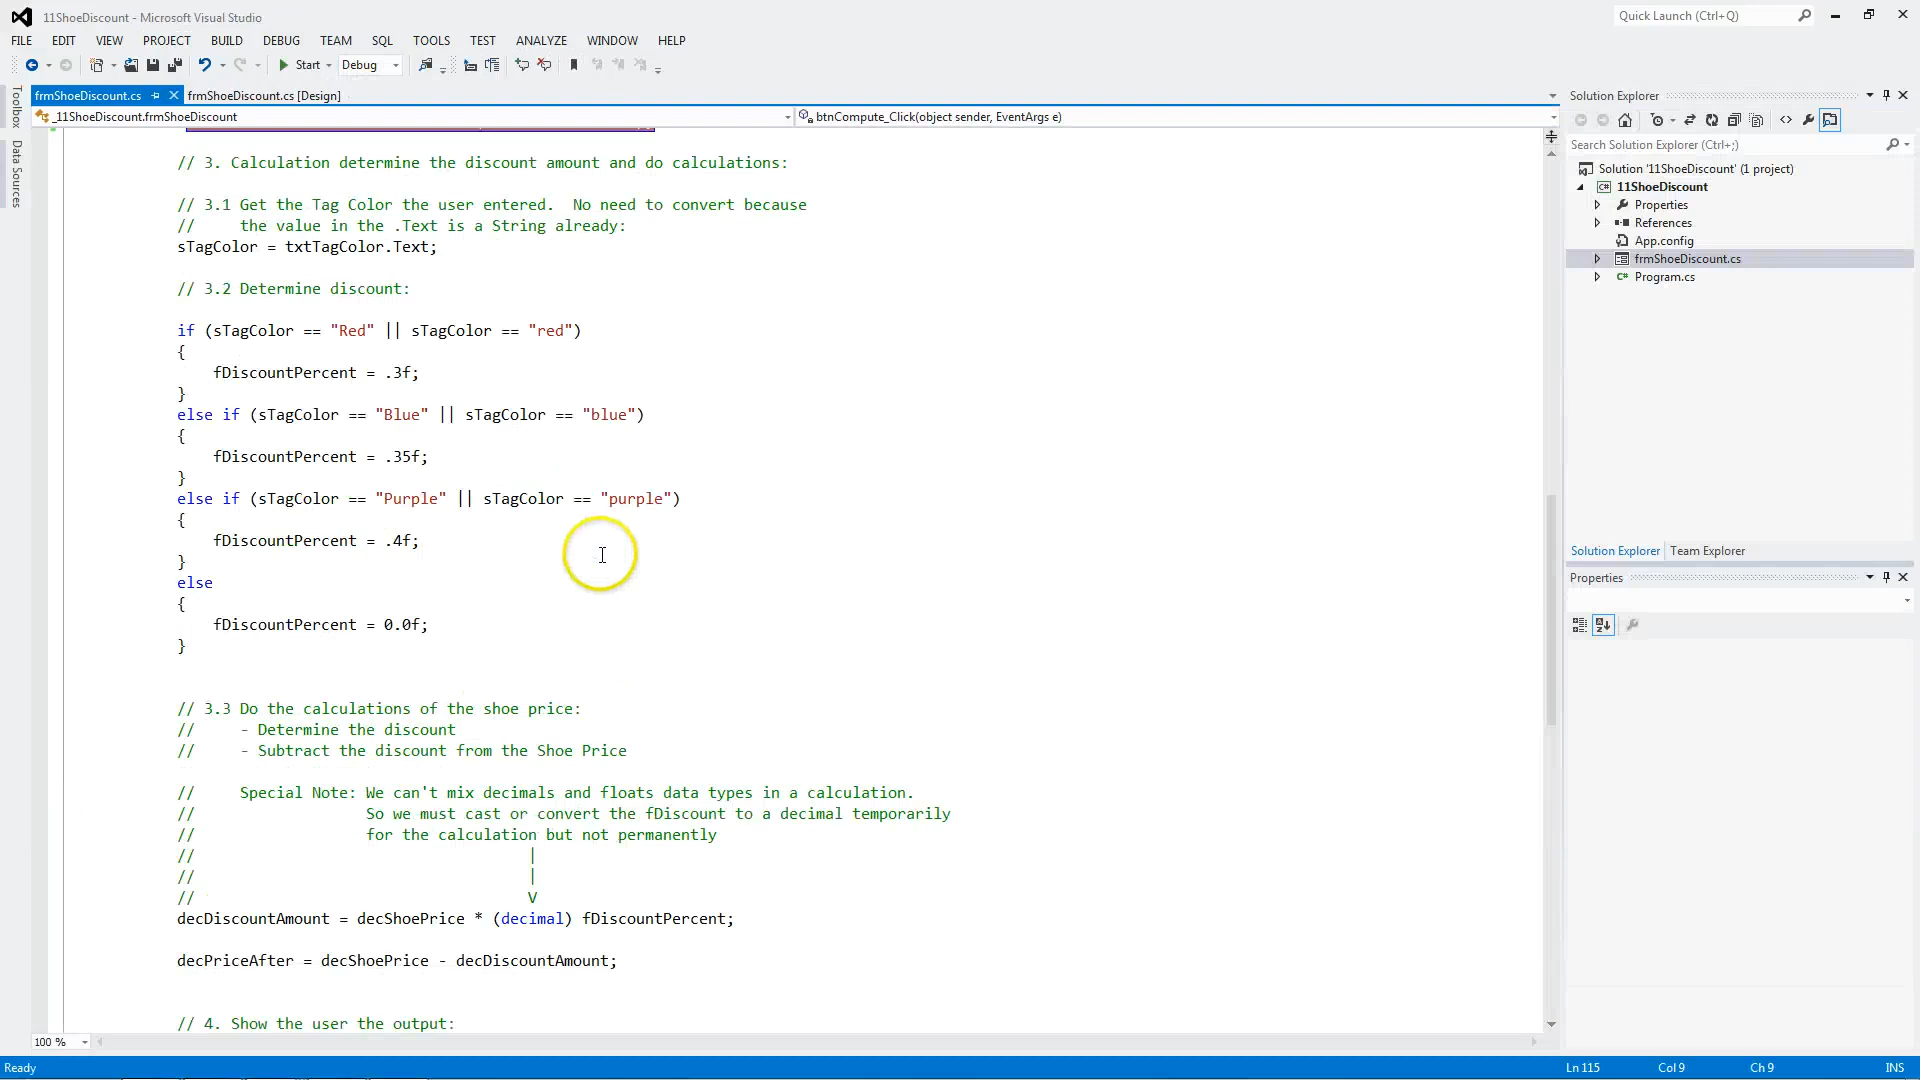 11ShoeDiscount - Microsoft Visual Studio
Quick Launch (Ctrl+Q)
FILE EDIT VIEW PROJECT BUILD DEBUG TEAM SQL TOOLS TEST ANALYZE WINDOW HELP
Start Debug
frmShoeDiscount.cs frmShoeDiscount.cs [Design]
_11ShoeDiscount.frmShoeDiscount btnCompute_Click(object sender, EventArgs e)
Toolbox
Data Sources
// 3. Calculation determine the discount amount and do calculations:
// 3.1 Get the Tag Color the user entered.  No need to convert because
//     the value in the .Text is a String already:
sTagColor = txtTagColor.Text;
// 3.2 Determine discount:
if (sTagColor == "Red" || sTagColor == "red")
{
fDiscountPercent = .3f;
}
else if (sTagColor == "Blue" || sTagColor == "blue")
{
fDiscountPercent = .35f;
}
else if (sTagColor == "Purple" || sTagColor == "purple")
{
fDiscountPercent = .4f;
}
else
{
fDiscountPercent = 0.0f;
}
// 3.3 Do the calculations of the shoe price:
//     - Determine the discount
//     - Subtract the discount from the Shoe Price
//     Special Note: We can't mix decimals and floats data types in a calculation.
//                   So we must cast or convert the fDiscount to a decimal temporarily
//                   for the calculation but not permanently
//                                     |
//                                     |
//                                     V
decDiscountAmount = decShoePrice * (decimal) fDiscountPercent;
decPriceAfter = decShoePrice - decDiscountAmount;
// 4. Show the user the output:
100 %
Solution Explorer
Search Solution Explorer (Ctrl+;)
Solution '11ShoeDiscount' (1 project)
11ShoeDiscount
Properties
References
App.config
frmShoeDiscount.cs
Program.cs
Solution Explorer Team Explorer
Properties
Ready Ln 115 Col 9 Ch 9 INS